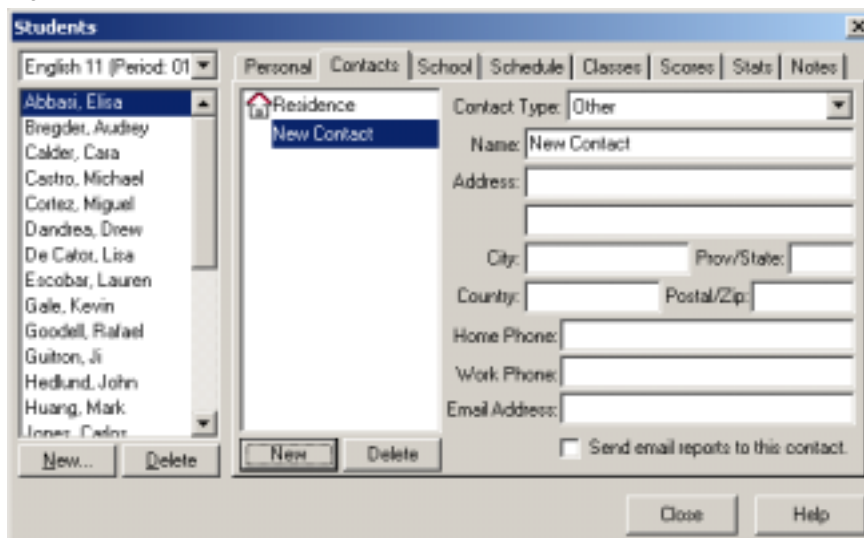 Students
English 11 (Period: 01
Personal Contacts School Schedule Classes Scores Stats Notes
Abbasi, Elisa
Bregder, Audrey
Calder, Cara
Castro, Michael
Cortez, Miguel
Dandrea, Drew
De Cator, Lisa
Escobar, Lauren
Gale, Kevin
Goodell, Rafael
Guitron, Ji
Hedlund, John
Huang, Mark
Jones, Carlos
New... Delete
Residence
New Contact
New Delete
Contact Type: Other
Name: New Contact
Address:
City: Prov/State:
Country: Postal/Zip:
Home Phone:
Work Phone:
Email Address:
Send email reports to this contact.
Close Help